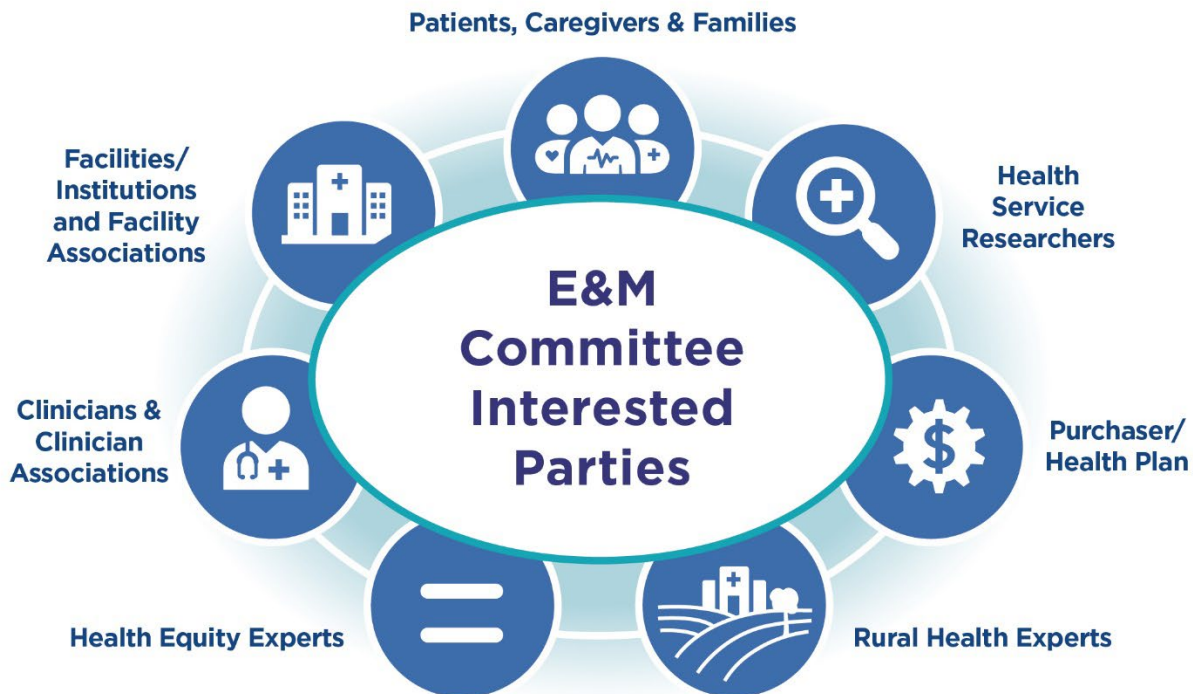 Patients, Caregivers & Families
Facilities/
Institutions
and Facility
Associations
Health
Service
Researchers
E&M
Committee
Interested
Parties
Clinicians &
Clinician
Associations
Purchaser/
Health Plan
$
Health Equity Experts
Rural Health Experts